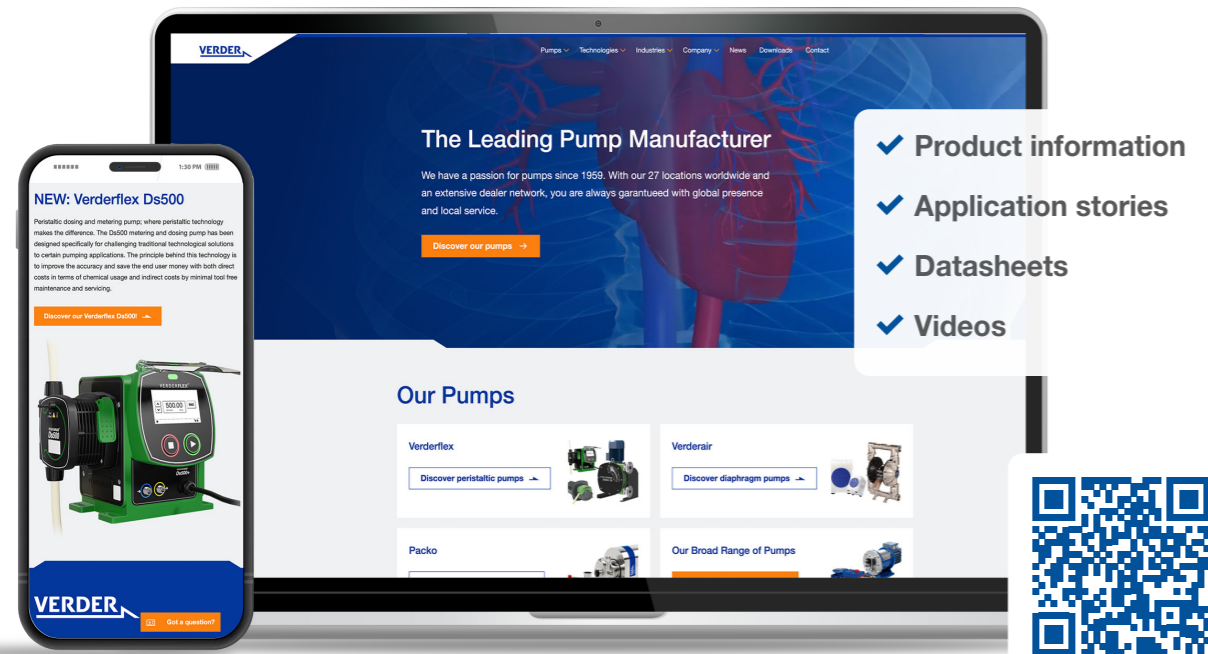 VERDER
Pumps Technologies Industries Company News Downloads Contact
The Leading Pump Manufacturer
We have a passion for pumps since 1959. With our 27 locations worldwide and
an extensive dealer network, you are always garantueed with global presence
and local service.
Discover our pumps
Product information
Application stories
Datasheets
Videos
1:30 PM
NEW: Verderflex Ds500
Peristaltic dosing and metering pump; where peristaltic technology
makes the difference. The Ds500 metering and dosing pump has been
designed specifically for challenging traditional technological solutions
to certain pumping applications. The principle behind this technology is
to improve the accuracy and save the end user money with both direct
costs in terms of chemical usage and indirect costs by minimal tool free
maintenance and servicing.
Discover our Verderflex Ds500!
VERDERFLEX
500.00
Ds500
Ds500+
VERDER
Got a question?
Our Pumps
Verderflex
Discover peristaltic pumps
Verderair
Discover diaphragm pumps
Packo
Our Broad Range of Pumps